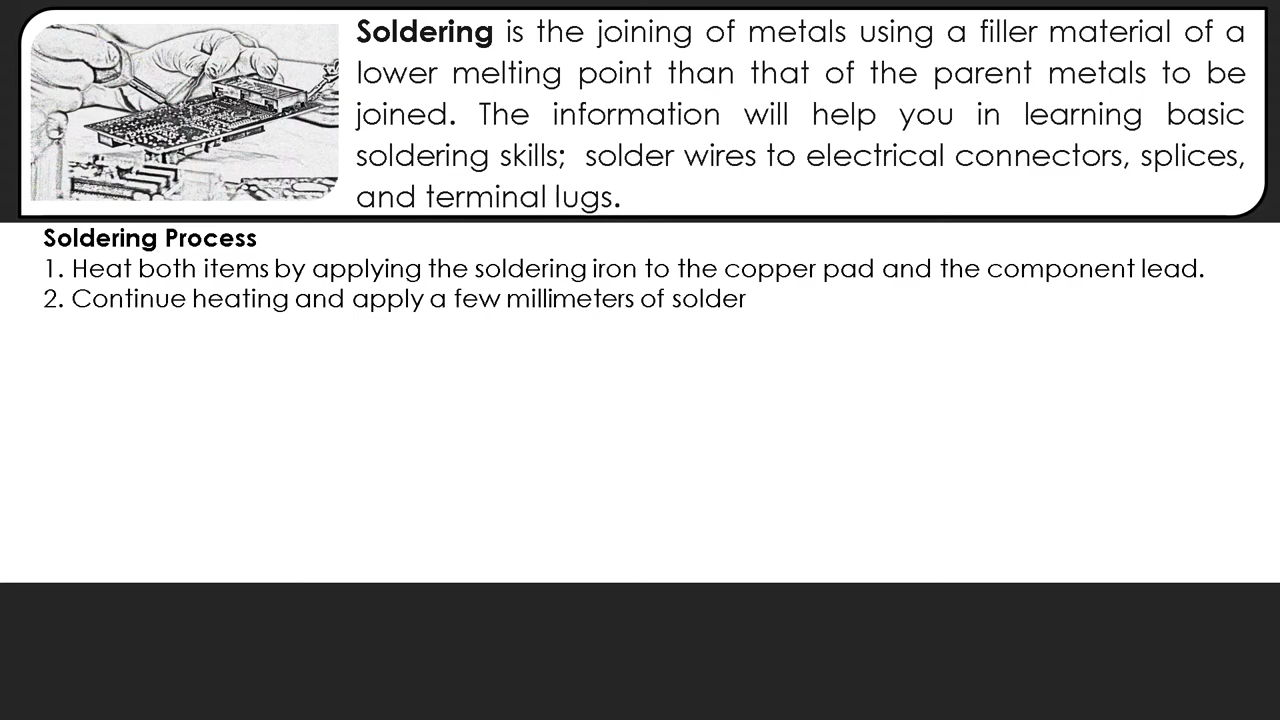 Soldering is the joining of metals using a filler material of a
lower melting point than that of the parent metals to be
joined. The information will help you in learning basic
soldering skills;  solder wires to electrical connectors, splices,
and terminal lugs.
Soldering Process
1. Heat both items by applying the soldering iron to the copper pad and the component lead.
2. Continue heating and apply a few millimeters of solder